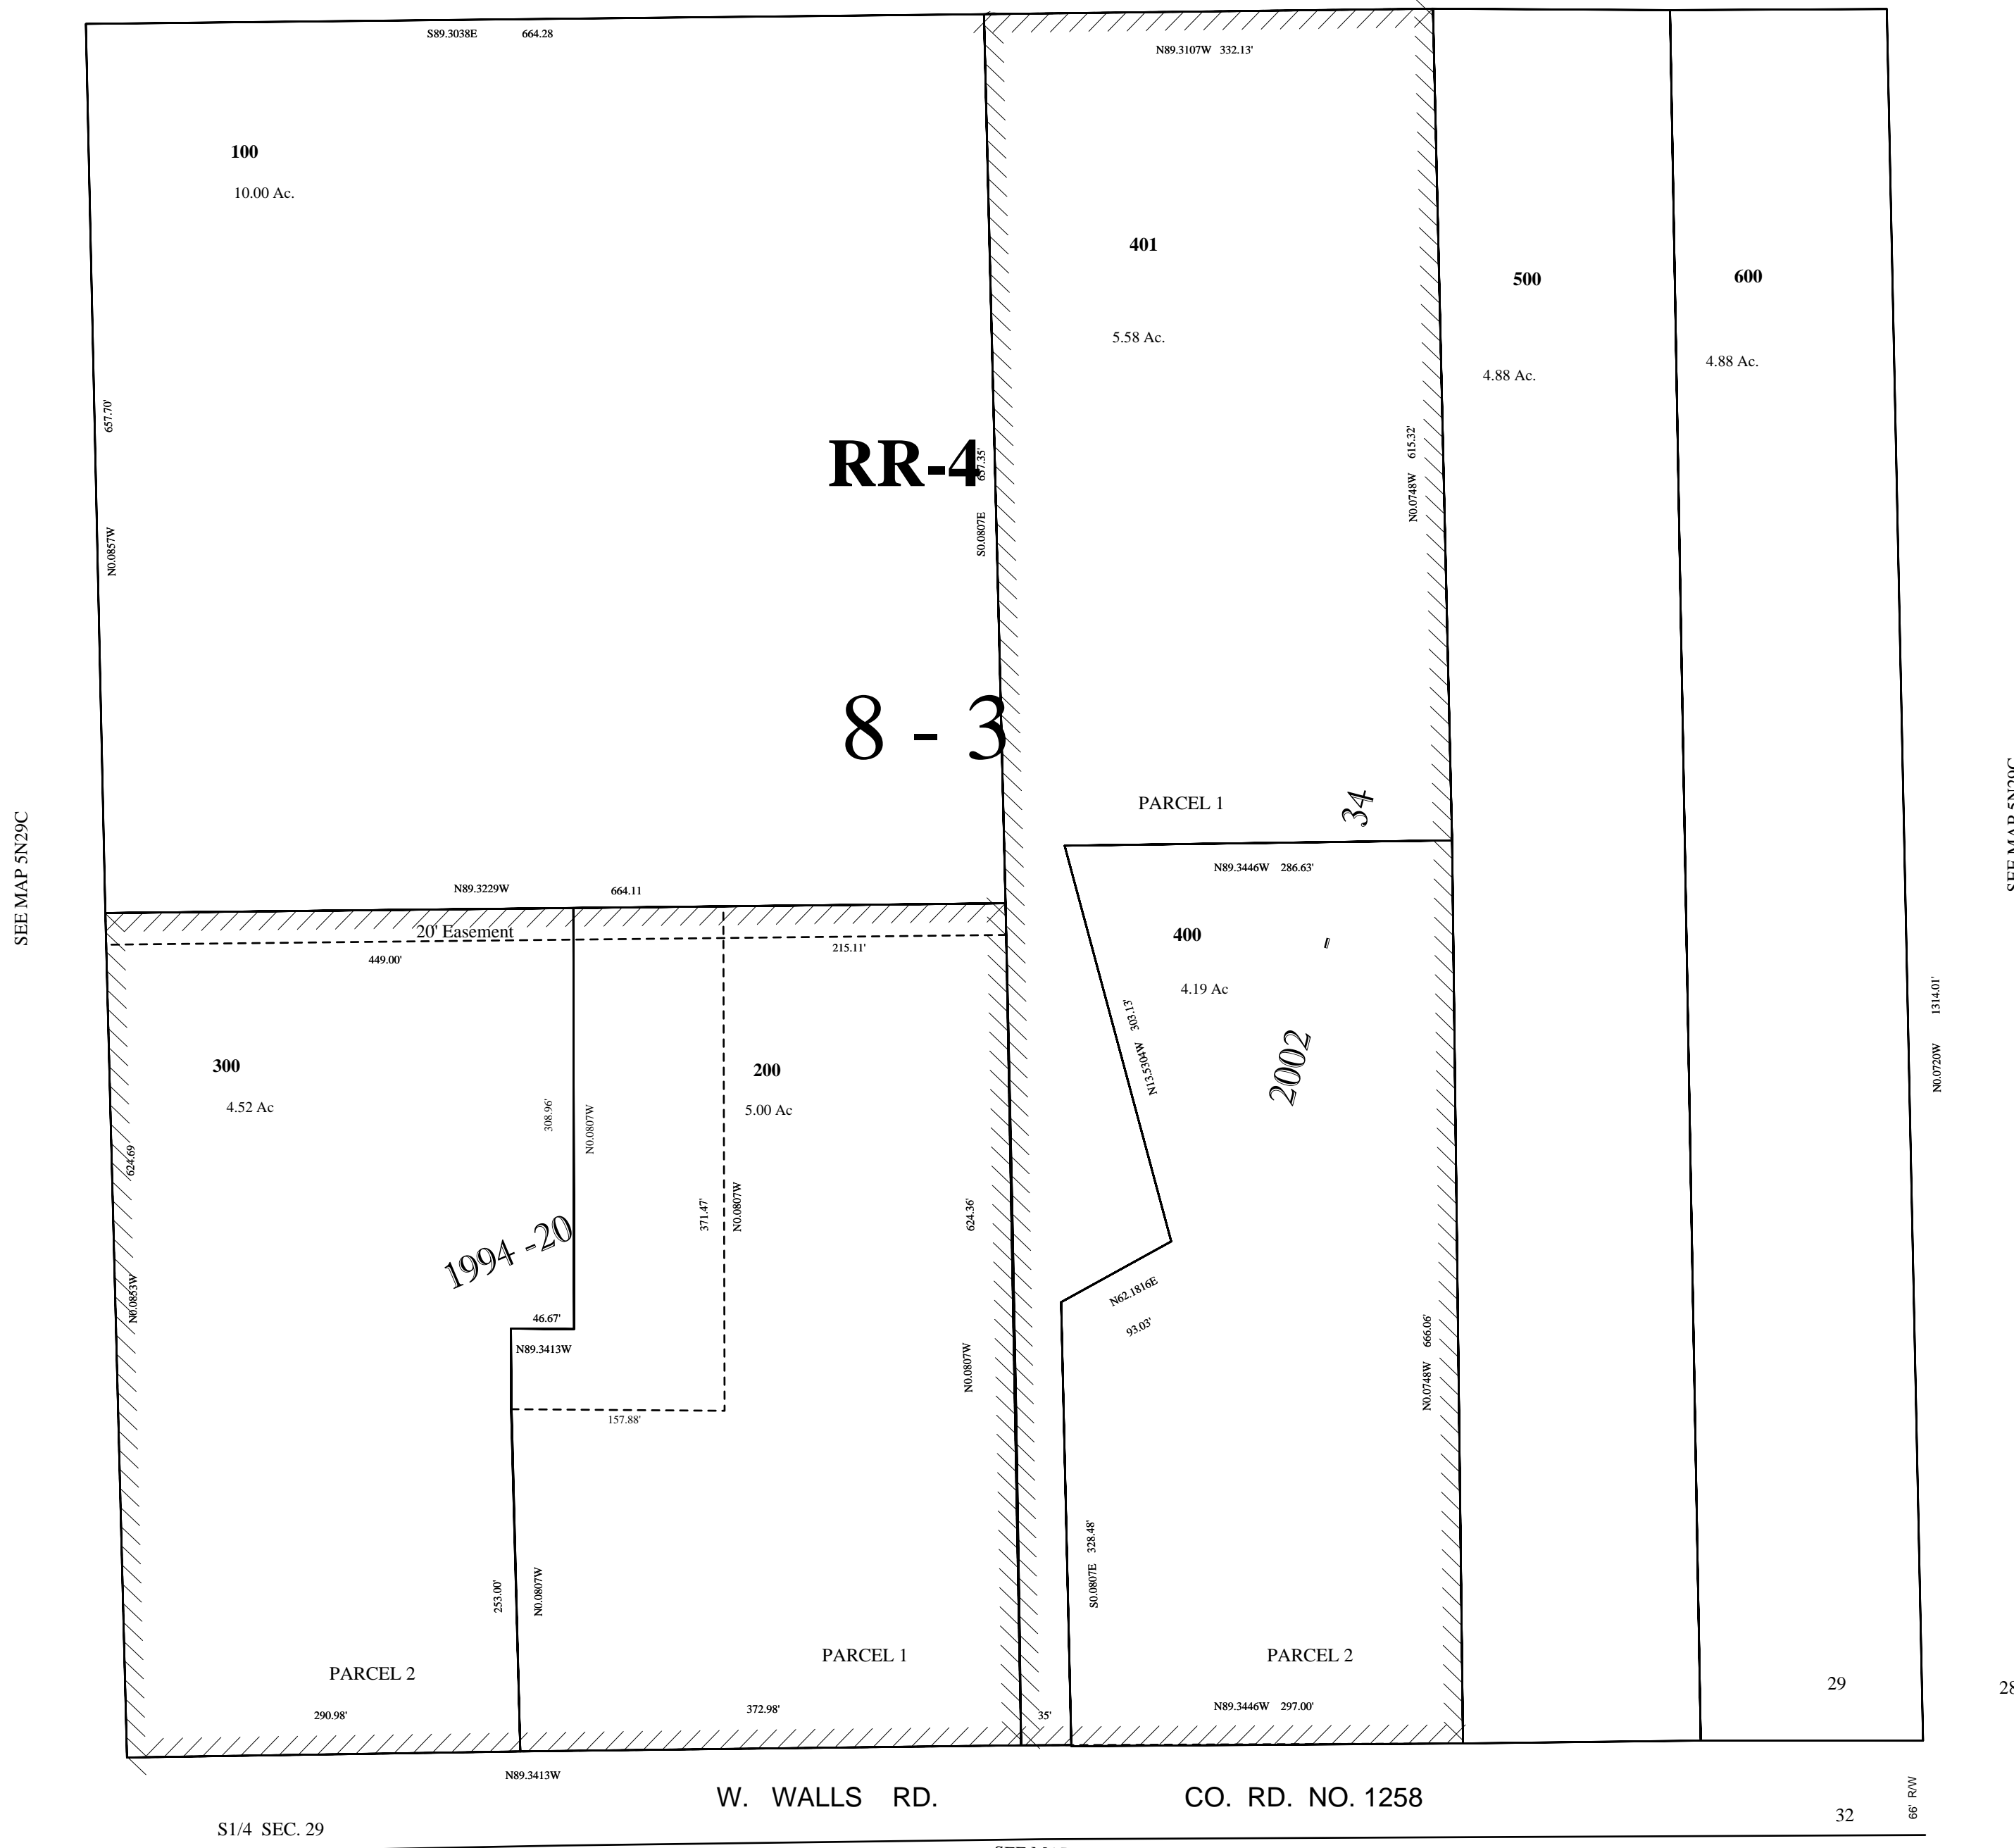 S89.3038E 664.28
N89.3107W 332.13'
100
10.00 Ac.
401
5.58 Ac.
500
4.88 Ac.
600
4.88 Ac.
657.70'
N0.0857W
RR-4
657.35'
S0.0807E
615.32'
N0.0748W
8 - 3
PARCEL 1
34
SEE MAP 5N29C
SEE MAP 5N29C
N89.3229W 664.11
N89.3446W 286.63'
20' Easement
449.00'
215.11'
400
4.19 Ac
-
N13.5304W 303.13'
2002
1314.01'
N0.0720W
300
4.52 Ac
200
5.00 Ac
308.96'
N0.0807W
624.69
N0.0853W
371.47'
N0.0807W
624.36'
N0.0807W
1994 -20
46.67'
N89.3413W
N62.1816E
93.03'
N0.0748W 666.06'
157.88'
253.00'
N0.0807W
S0.0807E 328.48'
PARCEL 2
PARCEL 1
PARCEL 2
290.98'
372.98'
35'
N89.3446W 297.00'
29
28
N89.3413W
W. WALLS RD. CO. RD. NO. 1258
66' R/W
S1/4 SEC. 29
32